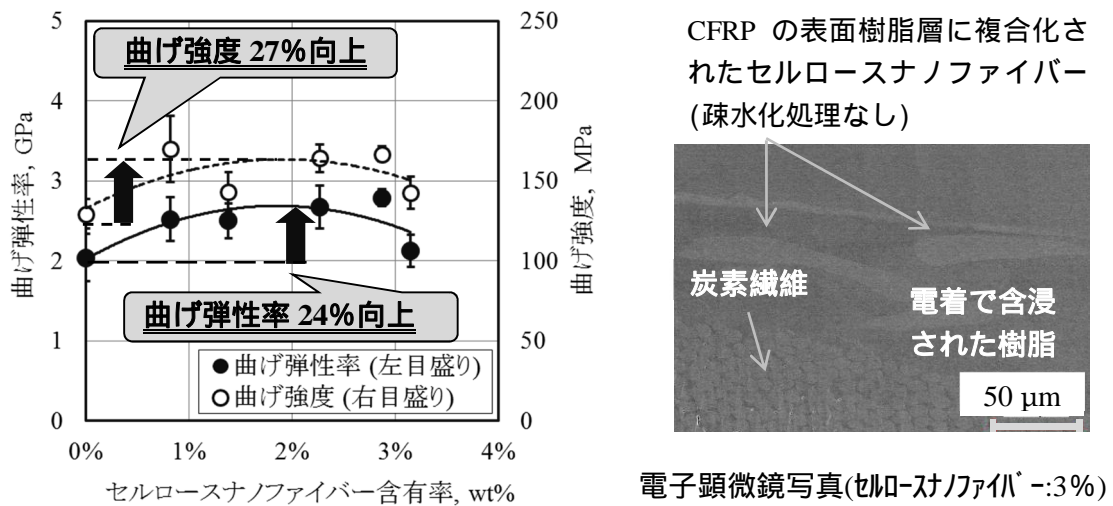 5
4
3
2
1
0
曲げ弾性率, GPa
250
200
150
100
50
0
曲げ強度, MPa
曲げ強度 27%向上
曲げ弾性率 24%向上
●曲げ弾性率 (左目盛り)
○曲げ強度 (右目盛り)
0% 1% 2% 3% 4%
セルロースナノファイバー含有率, wt%
CFRP の表面樹脂層に複合化さ
れたセルロースナノファイバー
(疎水化処理なし)
炭素繊維
電着で含浸
された樹脂
50 μm
電子顕微鏡写真(ｾﾙﾛｰｽﾅﾉﾌｧｲﾊﾞｰ:3%)